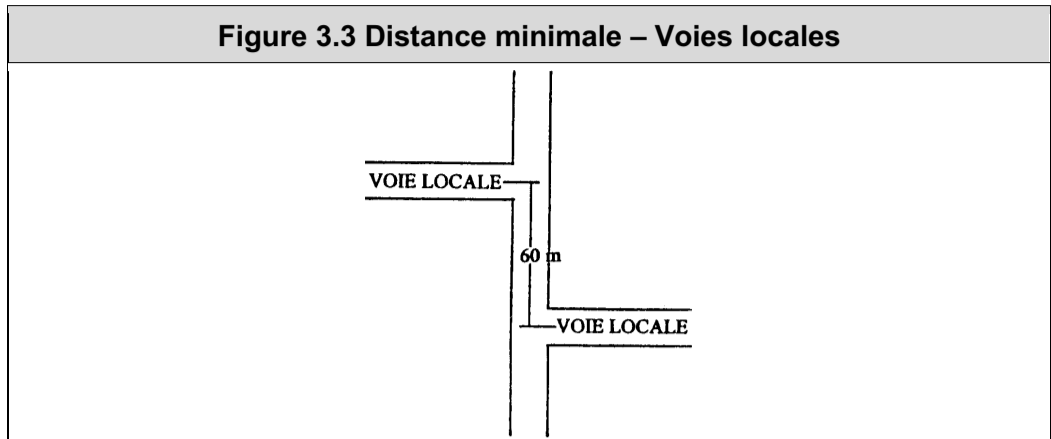 Figure 3.3 Distance minimale – Voies locales
VOIE LOCALE
60 m
VOIE LOCALE